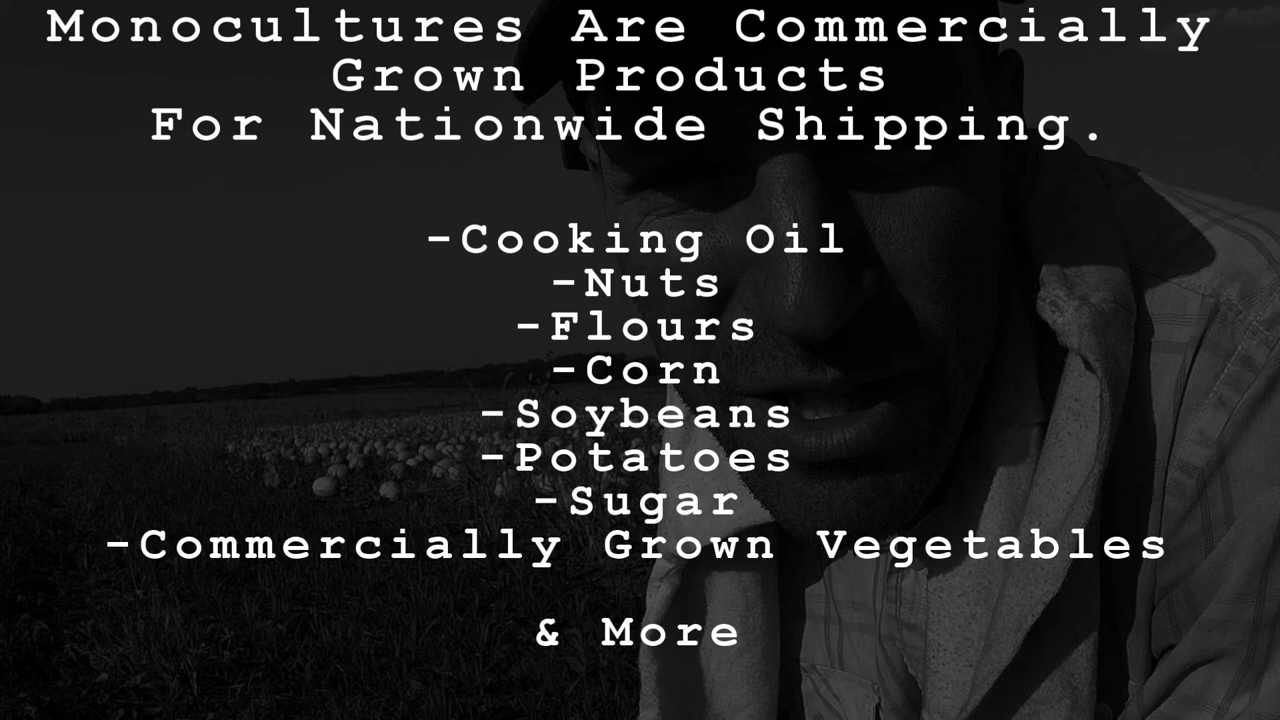 Monocultures Are Commercially
Grown Products
For Nationwide Shipping.
-Cooking Oil
-Nuts
-Flours
-Corn
-Soybeans
-Potatoes
-Sugar
-Commercially Grown Vegetables
& More